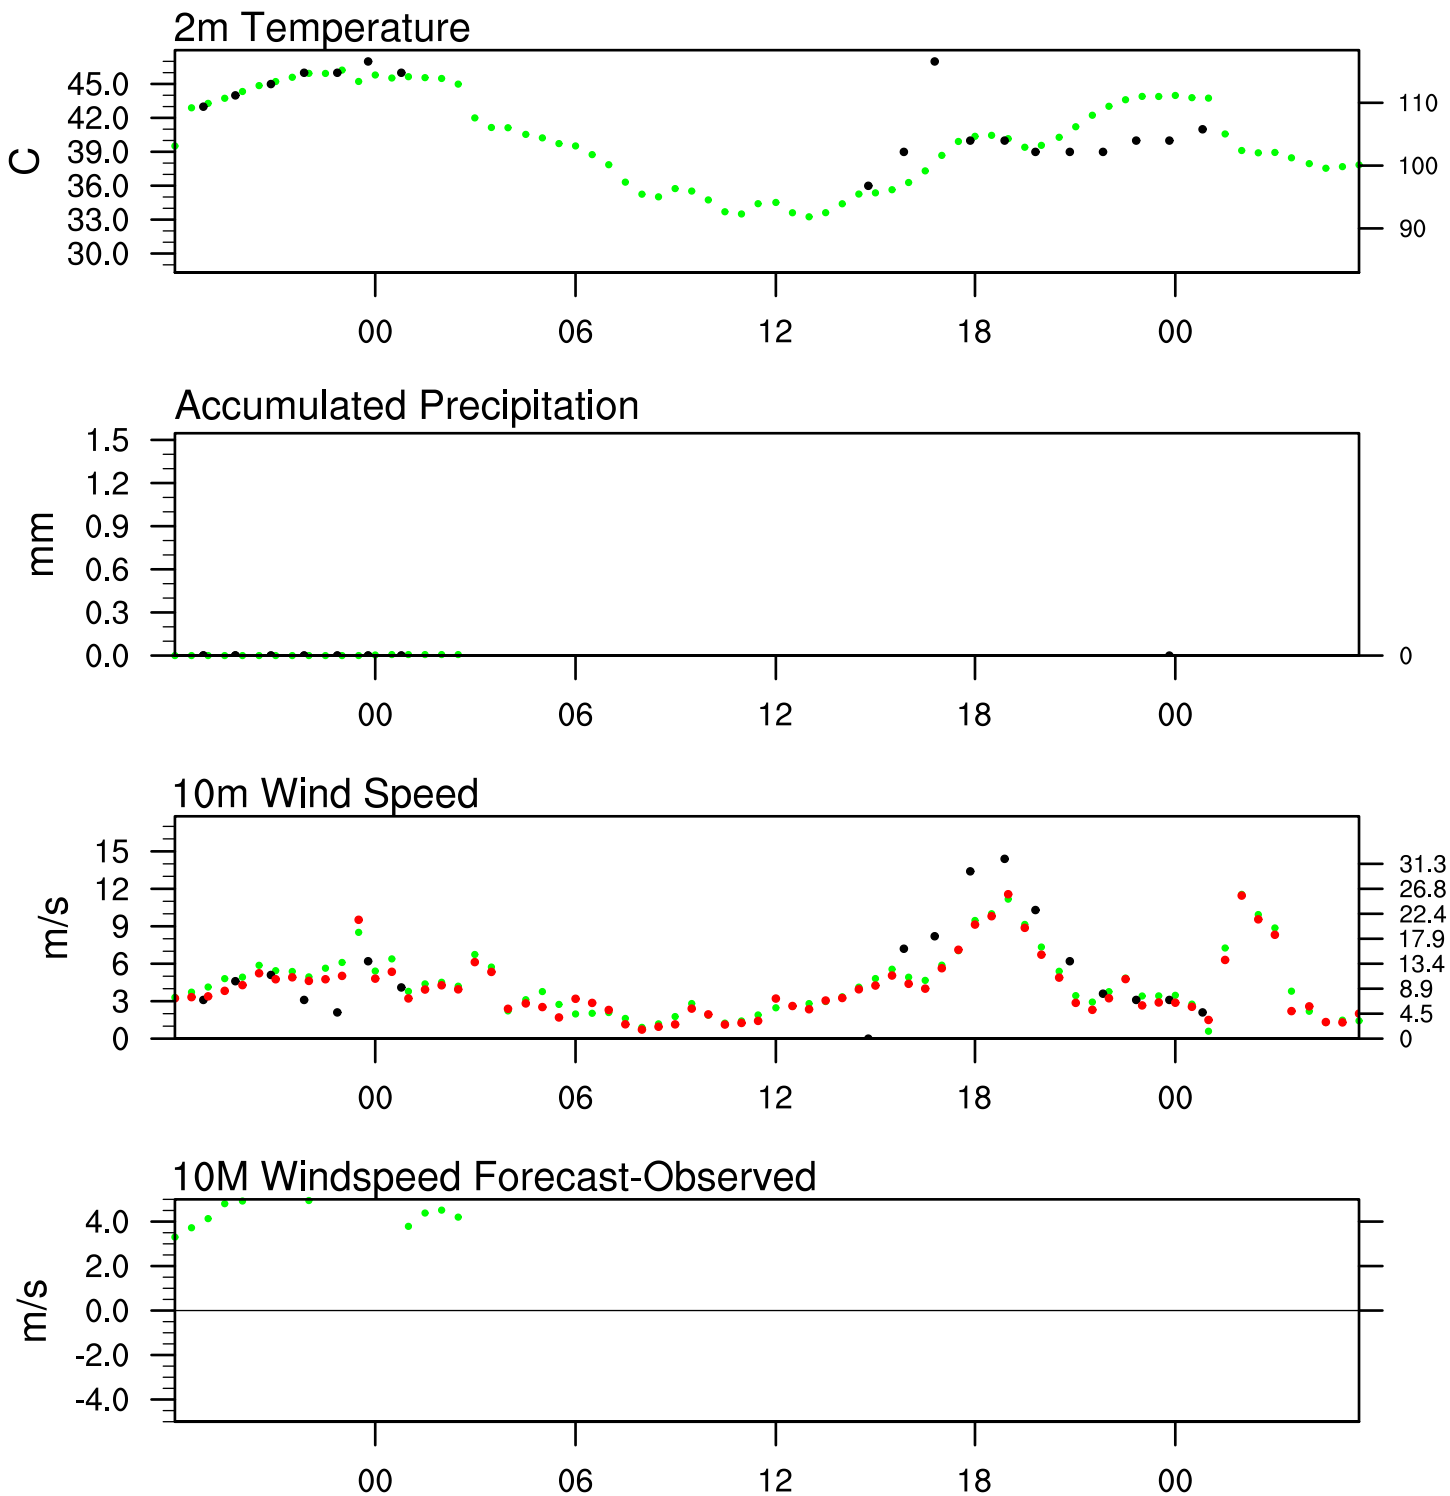 2m Temperature
45.0
42.0
39.0
36.0
33.0
30.0
C
110
100
90
00 06 12 18 00
Accumulated Precipitation
1.5
1.2
0.9
0.6
0.3
0.0
mm
0
00 06 12 18 00
10m Wind Speed
15
12
9
6
3
0
m/s
31.3
26.8
22.4
17.9
13.4
8.9
4.5
0
00 06 12 18 00
10M Windspeed Forecast-Observed
4.0
2.0
0.0
-2.0
-4.0
m/s
00 06 12 18 00